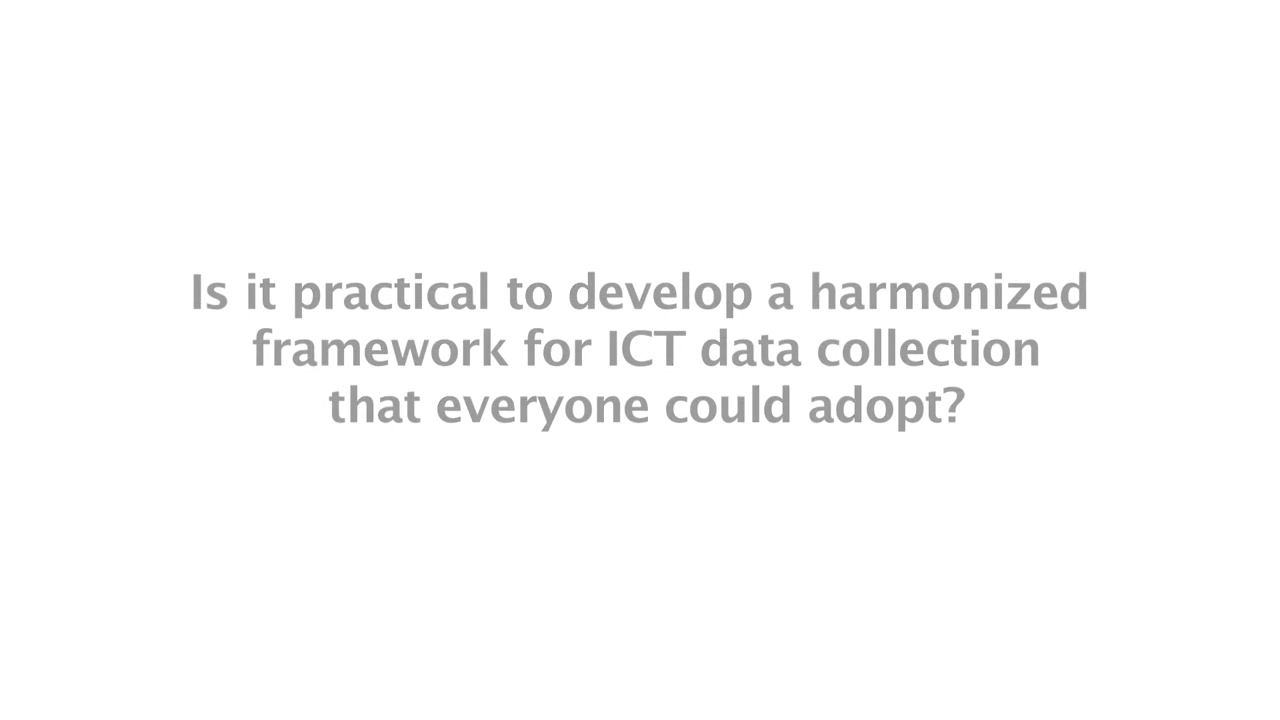 Is it practical to develop a harmonized
framework for ICT data collection
that everyone could adopt?